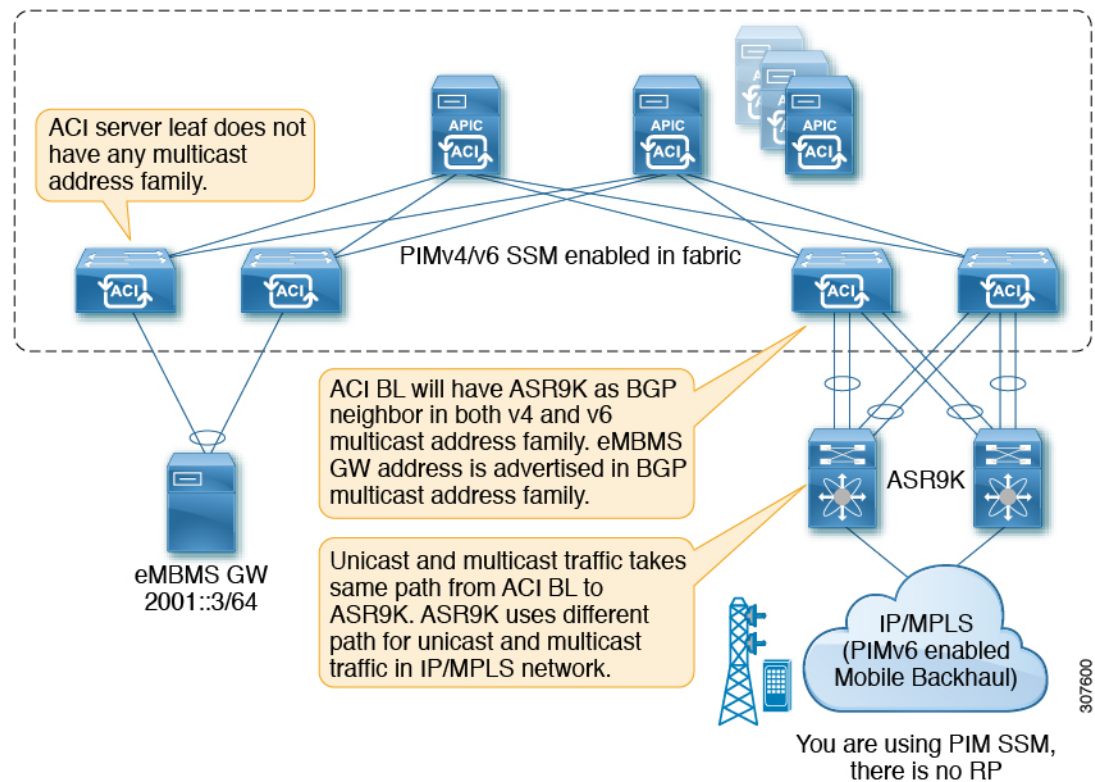 ACI server leaf does not
have any multicast
address family.
APIC
ACI
APIC
ACI
APIC
ACI
PIMv4/v6 SSM enabled in fabric
ACI
ACI
ACI
ACI
ACI BL will have ASR9K as BGP
neighbor in both v4 and v6
multicast address family. eMBMS
GW address is advertised in BGP
multicast address family.
ASR9K
eMBMS GW
2001::3/64
Unicast and multicast traffic takes
same path from ACI BL to
ASR9K. ASR9K uses different
path for unicast and multicast
traffic in IP/MPLS network.
IP/MPLS
(PIMv6 enabled
Mobile Backhaul)
307600
You are using PIM SSM,
there is no RP